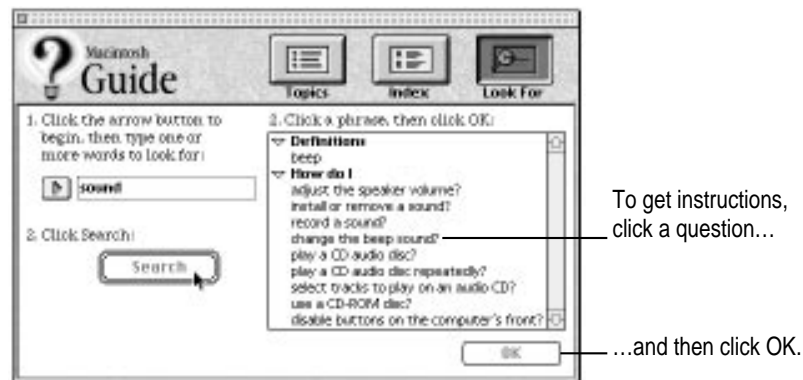 Macintosh
Guide
Topics
Index
Look For
1. Click the arrow button to
begin, then type one or
more words to look for:
sound
2. Click Search:
Search
3. Click a phrase, then click OK:
Definitions
beep
How do I
adjust the speaker volume?
install or remove a sound?
record a sound?
change the beep sound?
play a CD audio disc?
play a CD audio disc repeatedly?
select tracks to play on an audio CD?
use a CD-ROM disc?
disable buttons on the computer's front?
OK
To get instructions,
click a question…
…and then click OK.